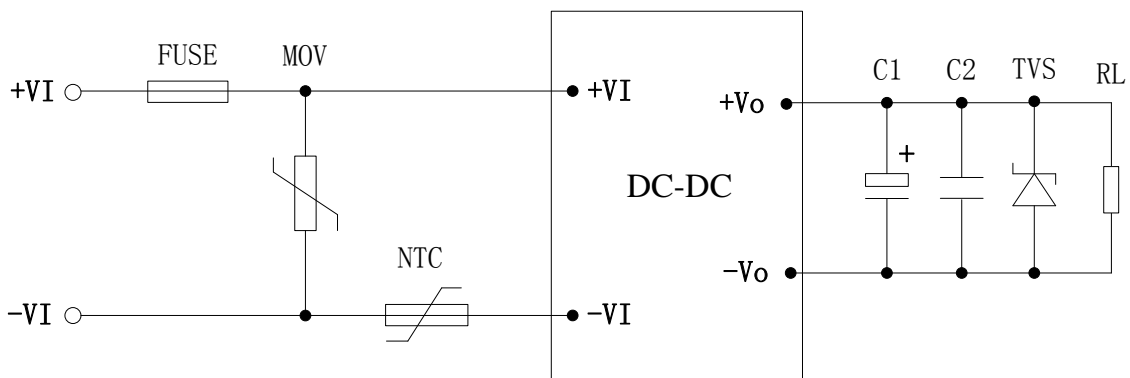 FUSE
MOV
+VI
+VI
C1
C2
TVS
RL
+Vo
+
DC-DC
NTC
-Vo
-VI
-VI